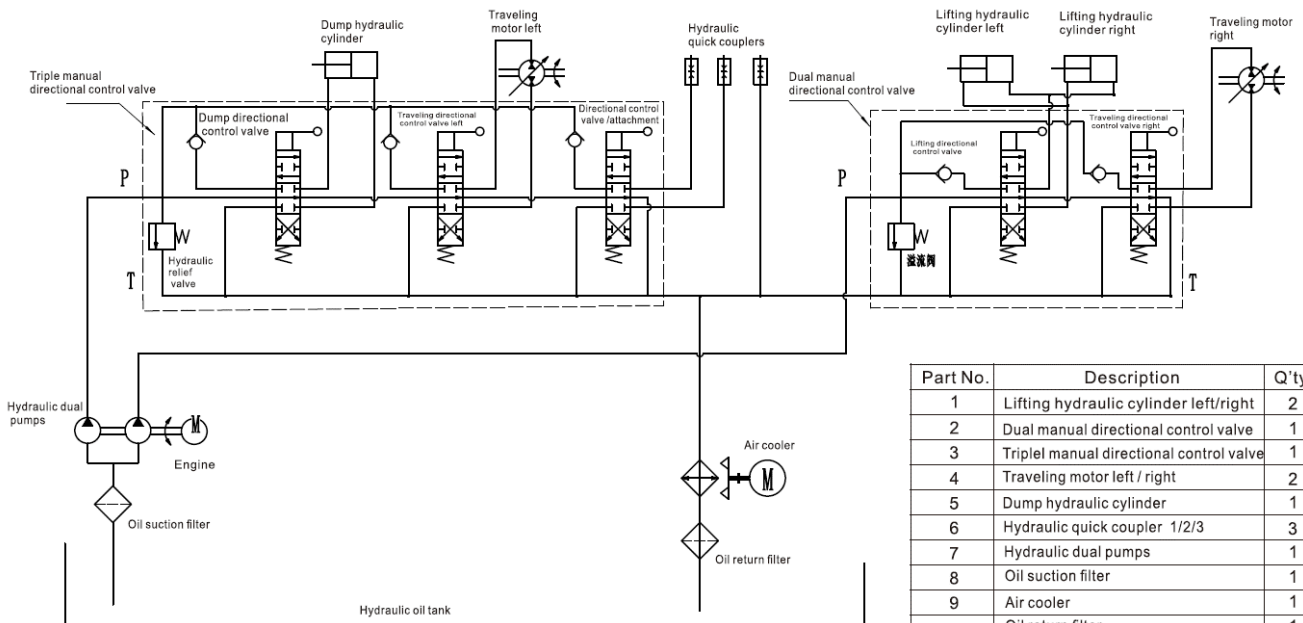 Dump hydraulic
cylinder
Traveling
motor left
Hydraulic
quick couplers
Lifting hydraulic
cylinder left
Lifting hydraulic
cylinder right
Traveling motor
right
Triple manual
directional control valve
Dual manual
directional control valve
Dump directional
control valve
Traveling directional
control valve left
Directional control
valve /attachment
Lifting directional
control valve
Traveling directional
control valve right
P
P
Hydraulic
relief
valve
溢流阀
T
T
Hydraulic dual
pumps
M
Engine
Oil suction filter
Air cooler
M
Oil return filter
Hydraulic oil tank
Part No. Description Q'ty
1 Lifting hydraulic cylinder left/right 2
2 Dual manual directional control valve 1
3 Triplel manual directional control valve 1
4 Traveling motor left / right 2
5 Dump hydraulic cylinder 1
6 Hydraulic quick coupler 1/2/3 3
7 Hydraulic dual pumps 1
8 Oil suction filter 1
9 Air cooler 1
Oil return filter 1